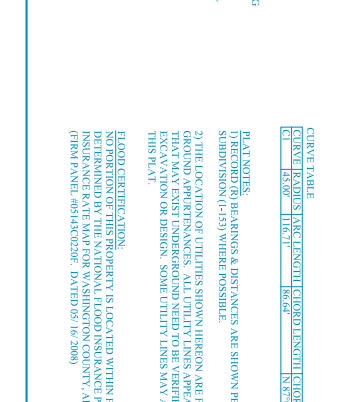 CURVE TABLE
CURVE RADIUS ARC LENGTH CHORD LENGTH
C1 45.00' 116.71' 86.64' N 87°
PLAT NOTES:
1) RECORD (R) BEARINGS & DISTANCES ARE SHOWN
SUBDIVISION (1-153) WHERE POSSIBLE.
2) THE LOCATION OF UTILITIES SHOWN HEREON ARE
GROUND APPURTENANCES. ALL UTILITY LINES
THAT MAY EXIST UNDERGROUND NEED TO BE
EXCAVATION OR DESIGN. SOME UTILITY LINES MAY
THIS PLAT.
FLOOD CERTIFICATION:
NO PORTION OF THIS PROPERTY IS LOCATED WITHIN
DETERMINED BY THE NATIONAL FLOOD INSURANCE
INSURANCE RATE MAP FOR WASHINGTON COUNTY,
(FIRM PANEL #05143C0220F. DATED 05/16/2008)